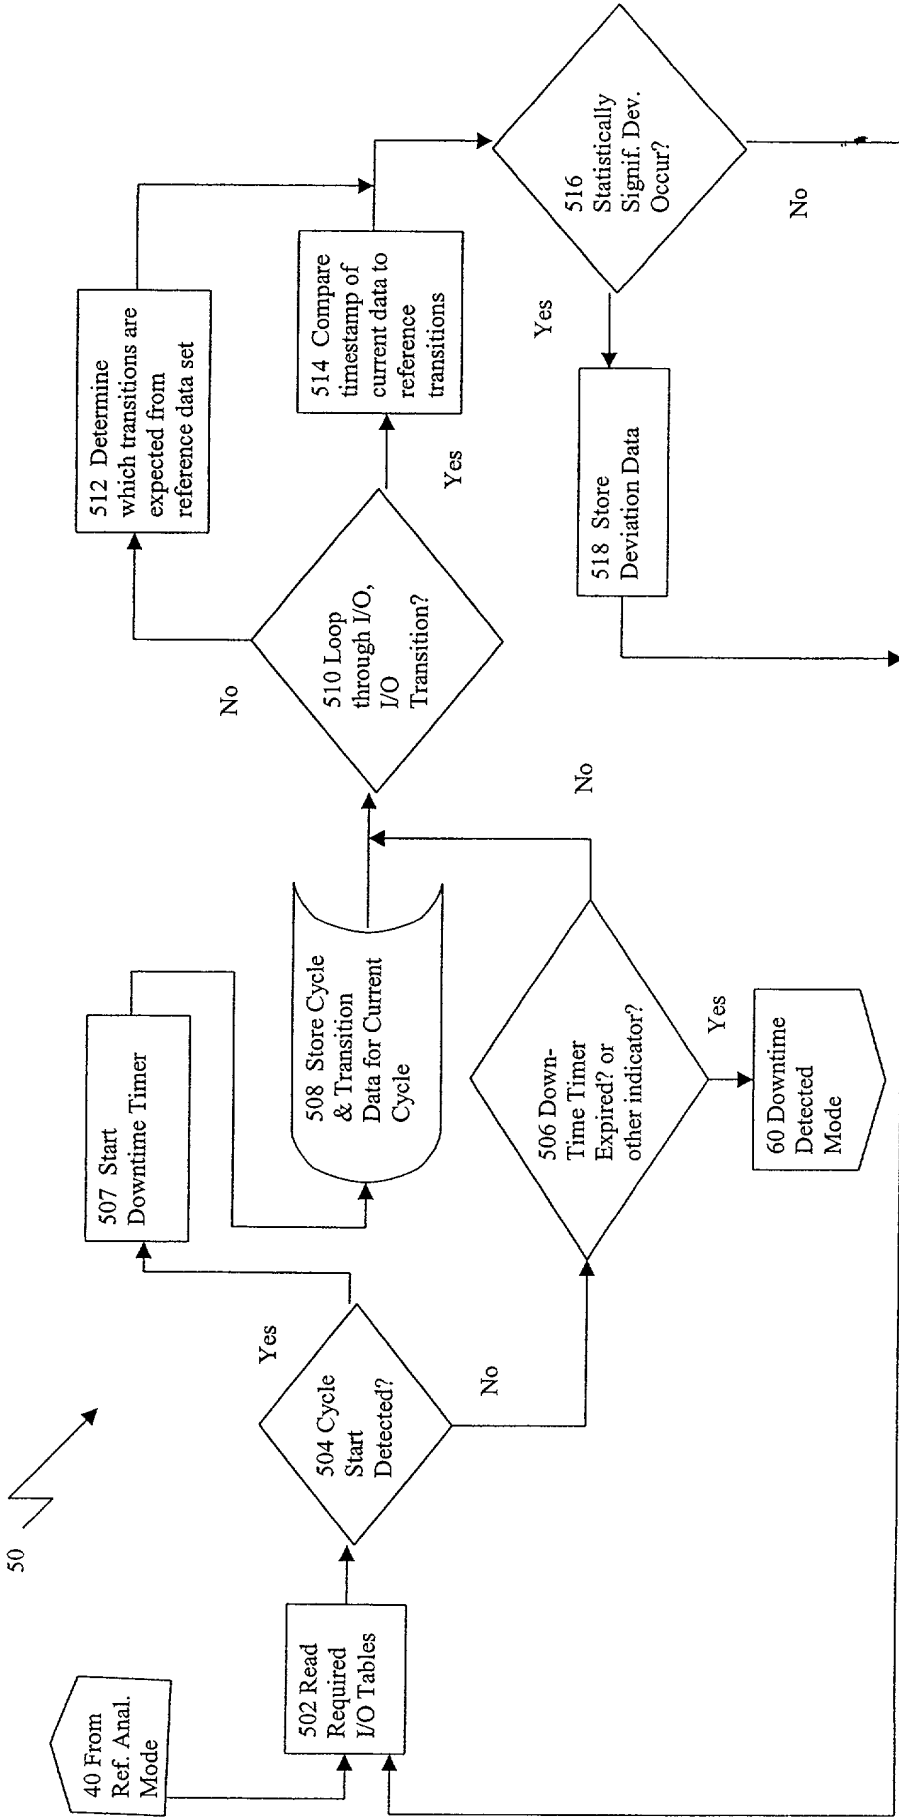 50
40 From
Ref. Anal.
Mode
502 Read
Required
I/O Tables
504 Cycle
Start
Detected?
Yes
No
507 Start
Downtime Timer
508 Store Cycle
& Transition
Data for Current
Cycle
506 Down-
Time Timer
Expired? or
other indicator?
Yes
No
60 Downtime
Detected
Mode
510 Loop
through I/O,
I/O
Transition?
No
Yes
512 Determine
which transitions are
expected from
reference data set
514 Compare
timestamp of
current data to
reference
transitions
516
Statistically
Signif. Dev.
Occur?
Yes
No
518 Store
Deviation Data